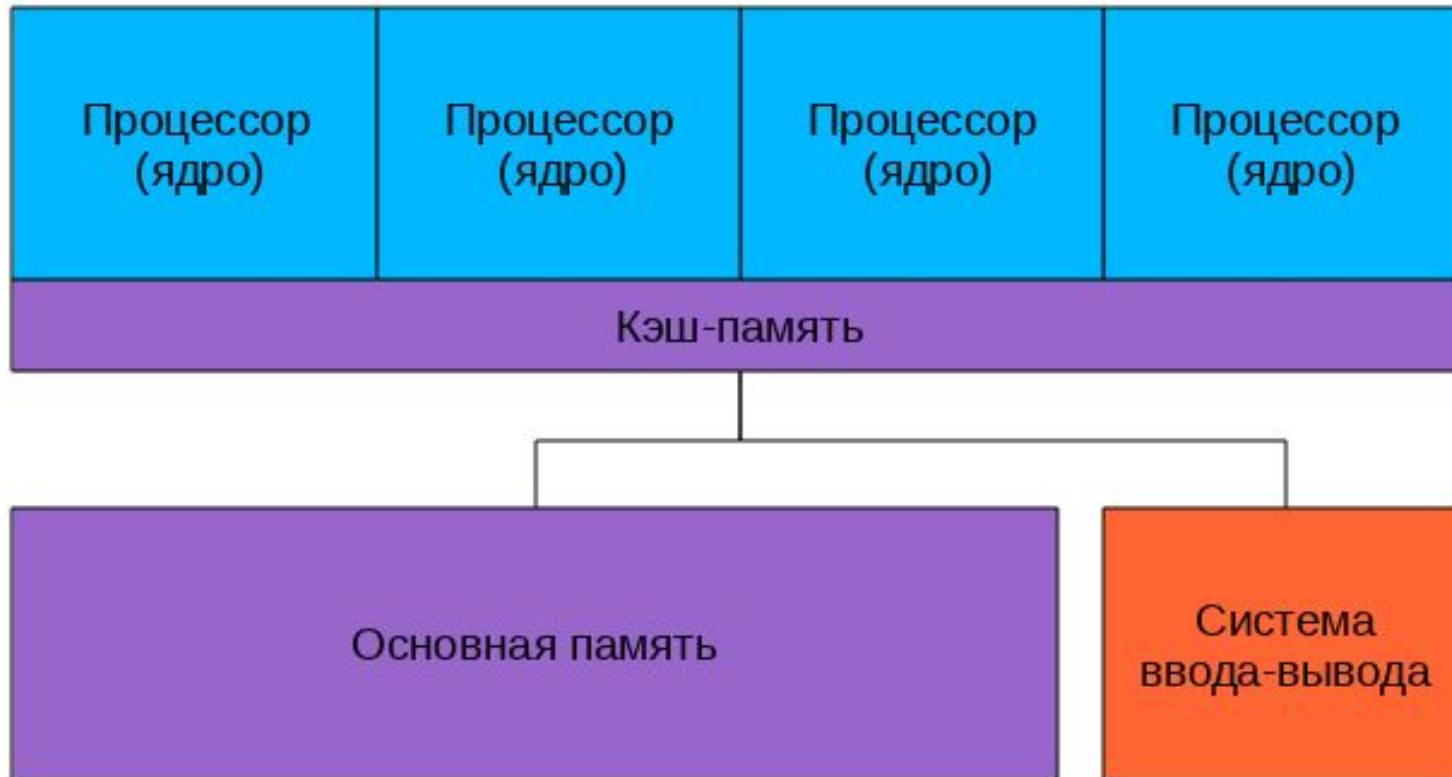 Процессор
(ядро)
Процессор
(ядро)
Процессор
(ядро)
Процессор
(ядро)
Кэш-память
Основная память
Система
ввода-вывода